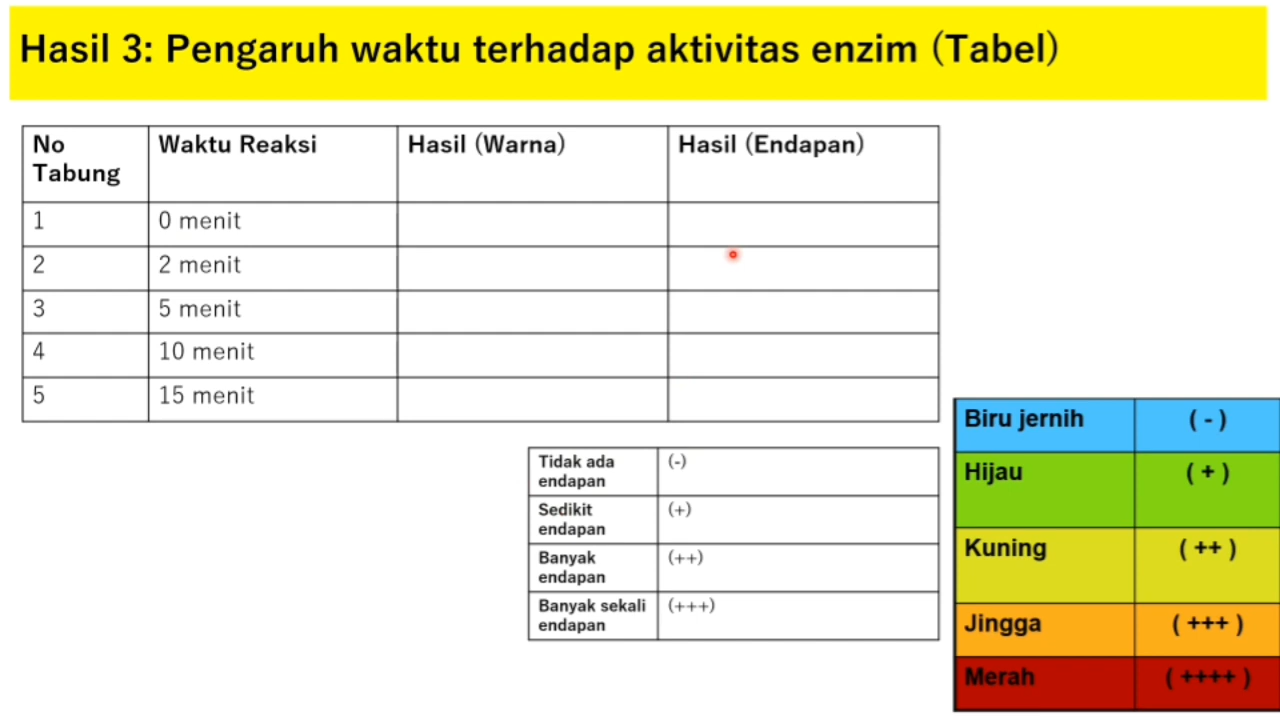 Hasil 3: Pengaruh waktu terhadap aktivitas enzim (Tabel)
No Tabung Waktu Reaksi Hasil (Warna) Hasil (Endapan)
1 0 menit
2 2 menit
3 5 menit
4 10 menit
5 15 menit
Tidak ada endapan (-)
Sedikit endapan (+)
Banyak endapan (++)
Banyak sekali endapan (+++)
Biru jernih ( - )
Hijau ( + )
Kuning ( ++ )
Jingga ( +++ )
Merah ( ++++ )